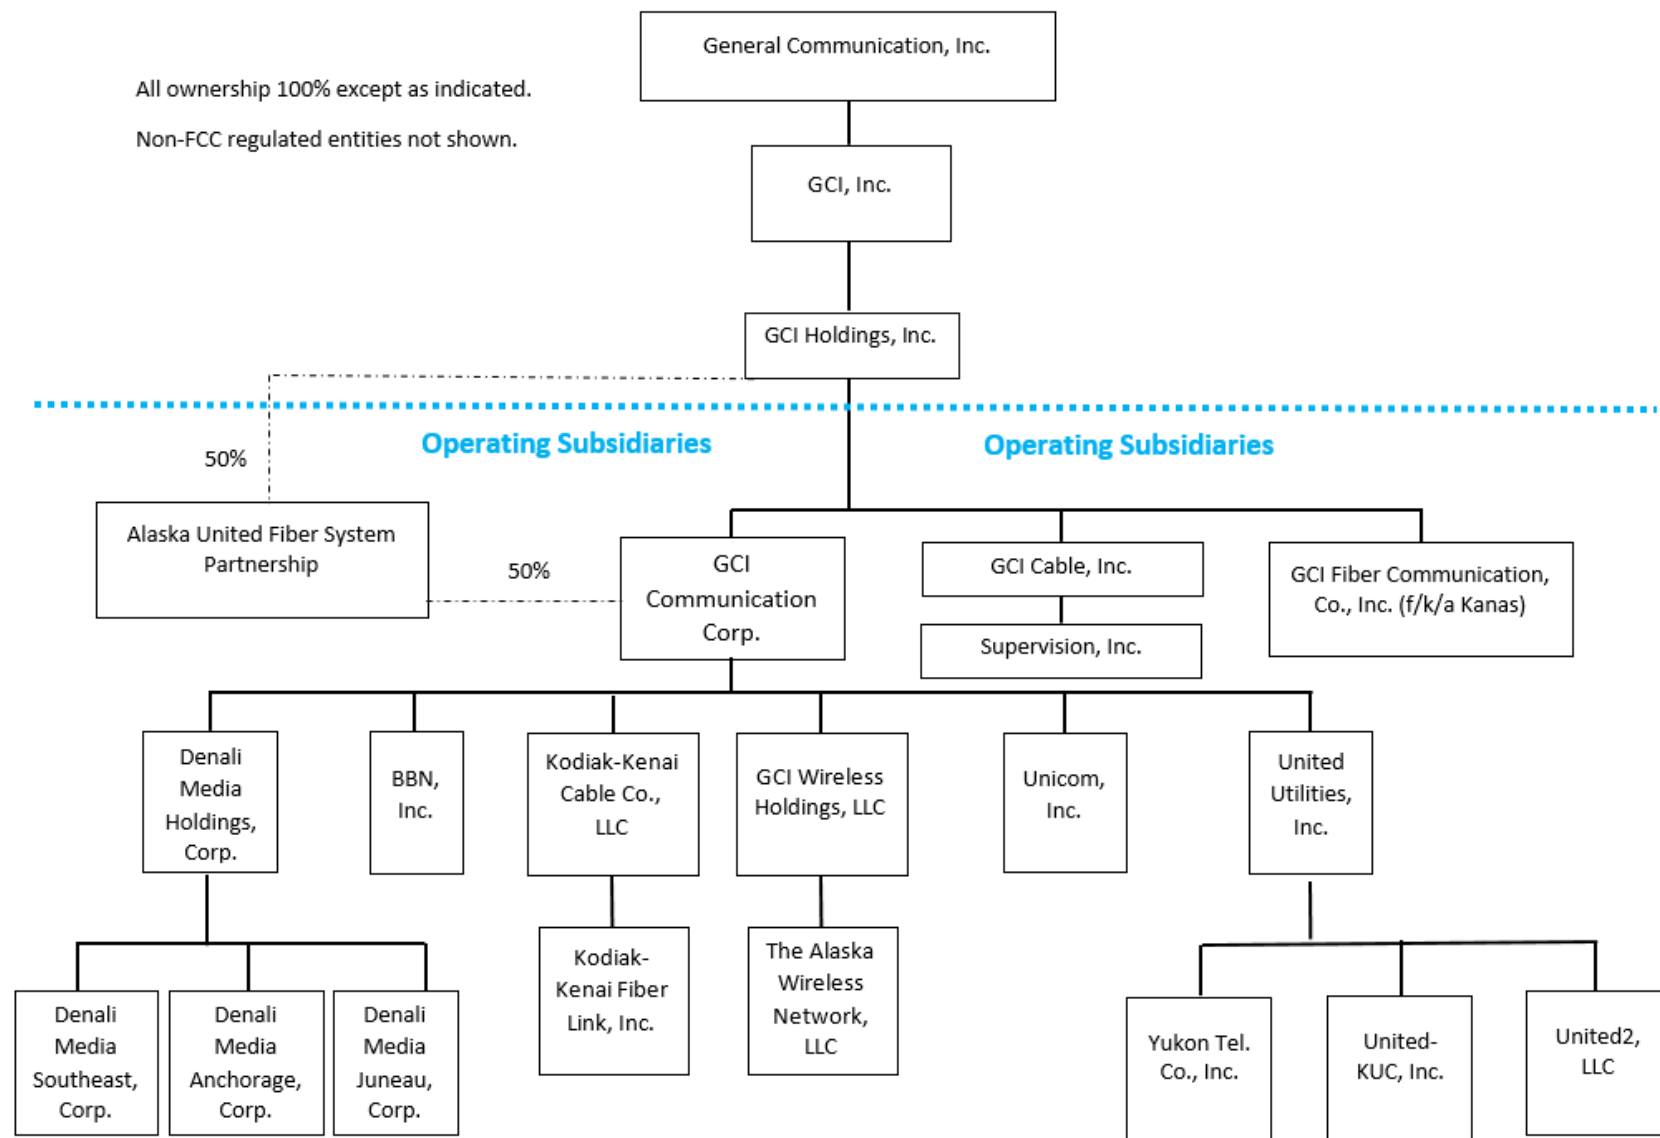 General Communication, Inc.
All ownership 100% except as indicated.
Non-FCC regulated entities not shown.
GCI, Inc.
GCI Holdings, Inc.
Operating Subsidiaries
Operating Subsidiaries
50%
Alaska United Fiber System
Partnership
50%
GCI
Communication
Corp.
GCI Cable, Inc.
Supervision, Inc.
GCI Fiber Communication,
Co., Inc. (f/k/a Kanas)
Denali
Media
Holdings,
Corp.
BBN,
Inc.
Kodiak-Kenai
Cable Co.,
LLC
GCI Wireless
Holdings, LLC
Unicom,
Inc.
United
Utilities,
Inc.
Denali
Media
Southeast,
Corp.
Denali
Media
Anchorage,
Corp.
Denali
Media
Juneau,
Corp.
Kodiak-
Kenai Fiber
Link, Inc.
The Alaska
Wireless
Network,
LLC
Yukon Tel.
Co., Inc.
United-
KUC, Inc.
United2,
LLC